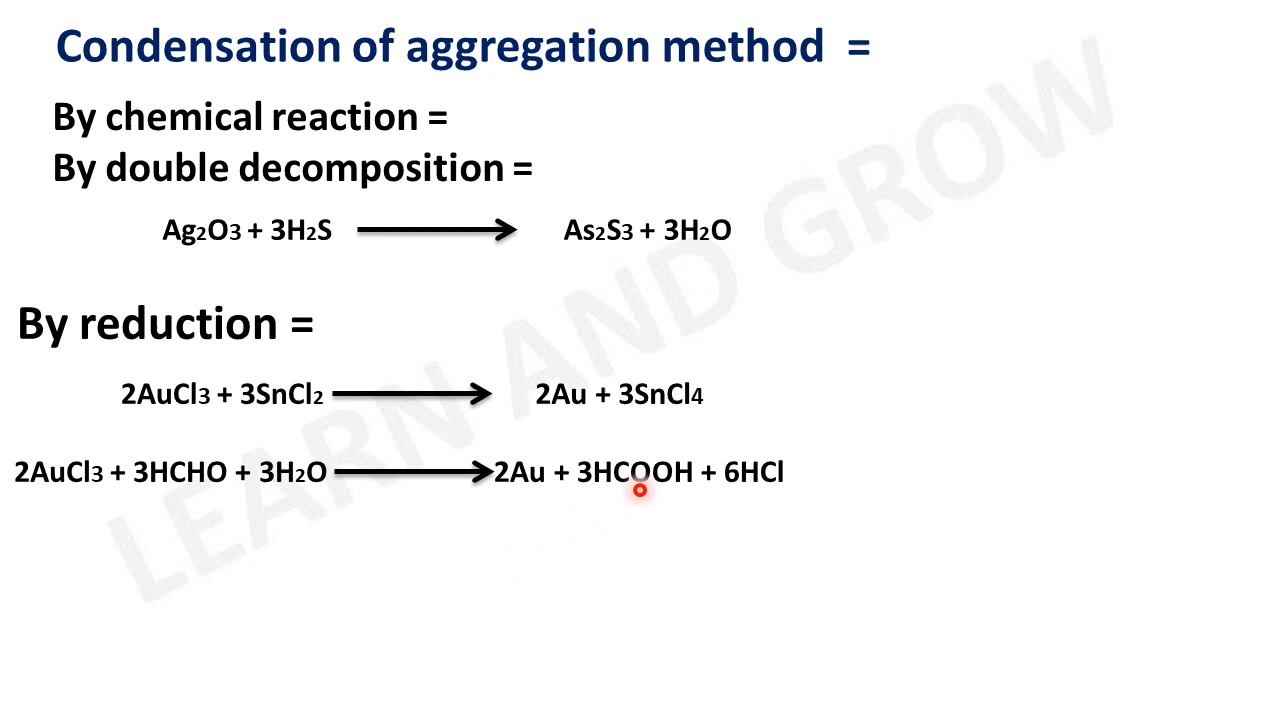 Condensation of aggregation method =
By chemical reaction =
By double decomposition =
Ag2O3 + 3H2S ⟶ As2S3 + 3H2O
By reduction =
2AuCl3 + 3SnCl2 ⟶ 2Au + 3SnCl4
2AuCl3 + 3HCHO + 3H2O ⟶ 2Au + 3HCOOH + 6HCl
LEARN AND GROW